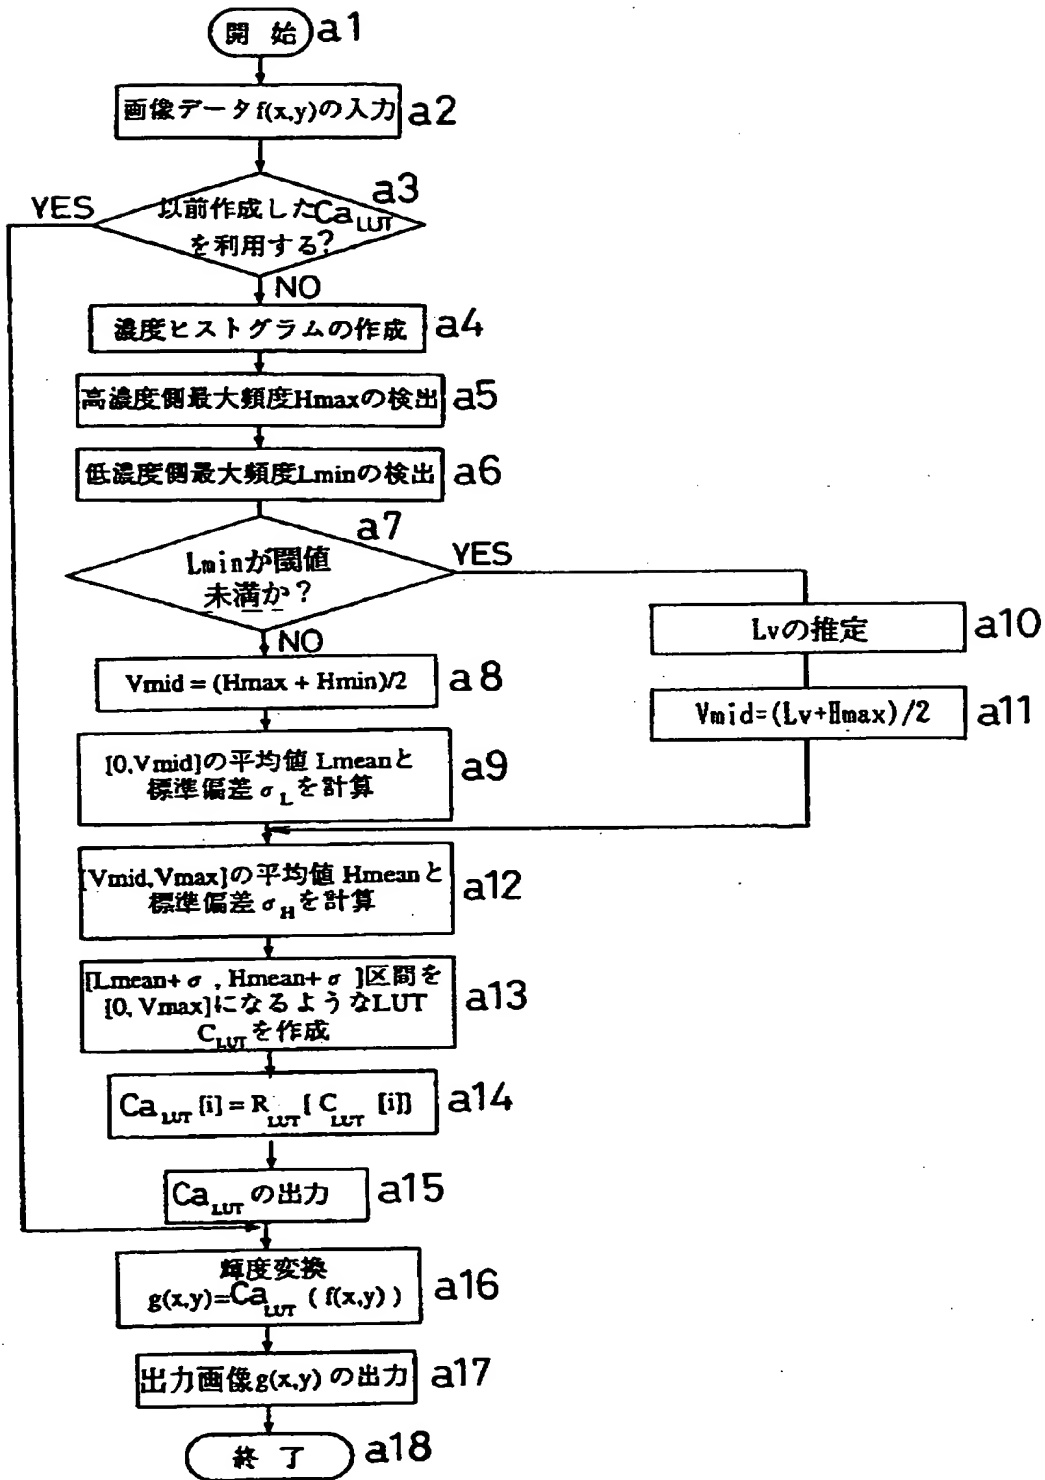 開 始 a1
画像データf(x,y)の入力 a2
a3
YES
以前作成したCa LUT
を利用する?
NO
濃度ヒストグラムの作成 a4
高濃度側最大頻度Hmaxの検出 a5
低濃度側最大頻度Lminの検出 a6
a7
Lminが閾値
未満か?
YES
NO
Vmid = (Hmax + Hmin)/2 a8
[0,Vmid]の平均値 Lmeanと
標準偏差 σLを計算
a9
Lvの推定 a10
Vmid=(Lv+Hmax)/2 a11
[Vmid,Vmax]の平均値 Hmeanと
標準偏差 σHを計算
a12
[Lmean+ σ , Hmean+ σ ]区間を
[0, Vmax]になるようなLUT
CLUTを作成
a13
CaLUT [i] = RLUT[ CLUT [i]] a14
CaLUT の出力 a15
輝度変換
g(x,y)=CaLUT ( f(x,y) )
a16
出力画像g(x,y) の出力 a17
終 了 a18